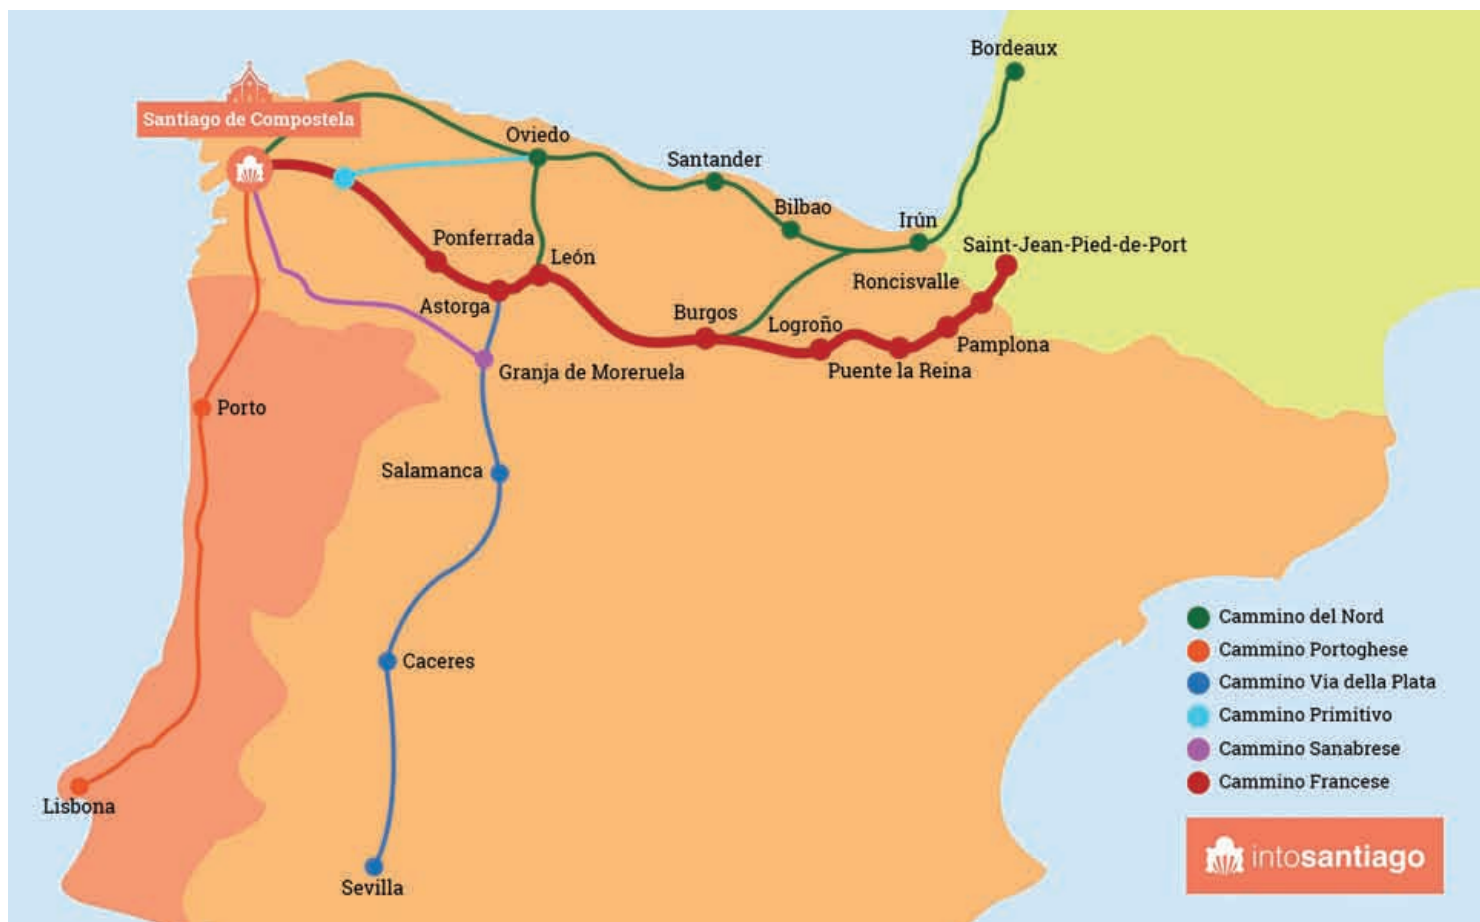 Bordeaux
Santiago de Compostela
Oviedo
Santander
Bilbao
Irún
Ponferrada
León
Saint-Jean-Pied-de-Port
Roncisvalle
Astorga
Burgos
Logroño
Pamplona
Puente la Reina
Granja de Moreruela
Porto
Salamanca
Caceres
Lisbona
Sevilla
Cammino del Nord
Cammino Portoghese
Cammino Via della Plata
Cammino Primitivo
Cammino Sanabrese
Cammino Francese
intosantiago